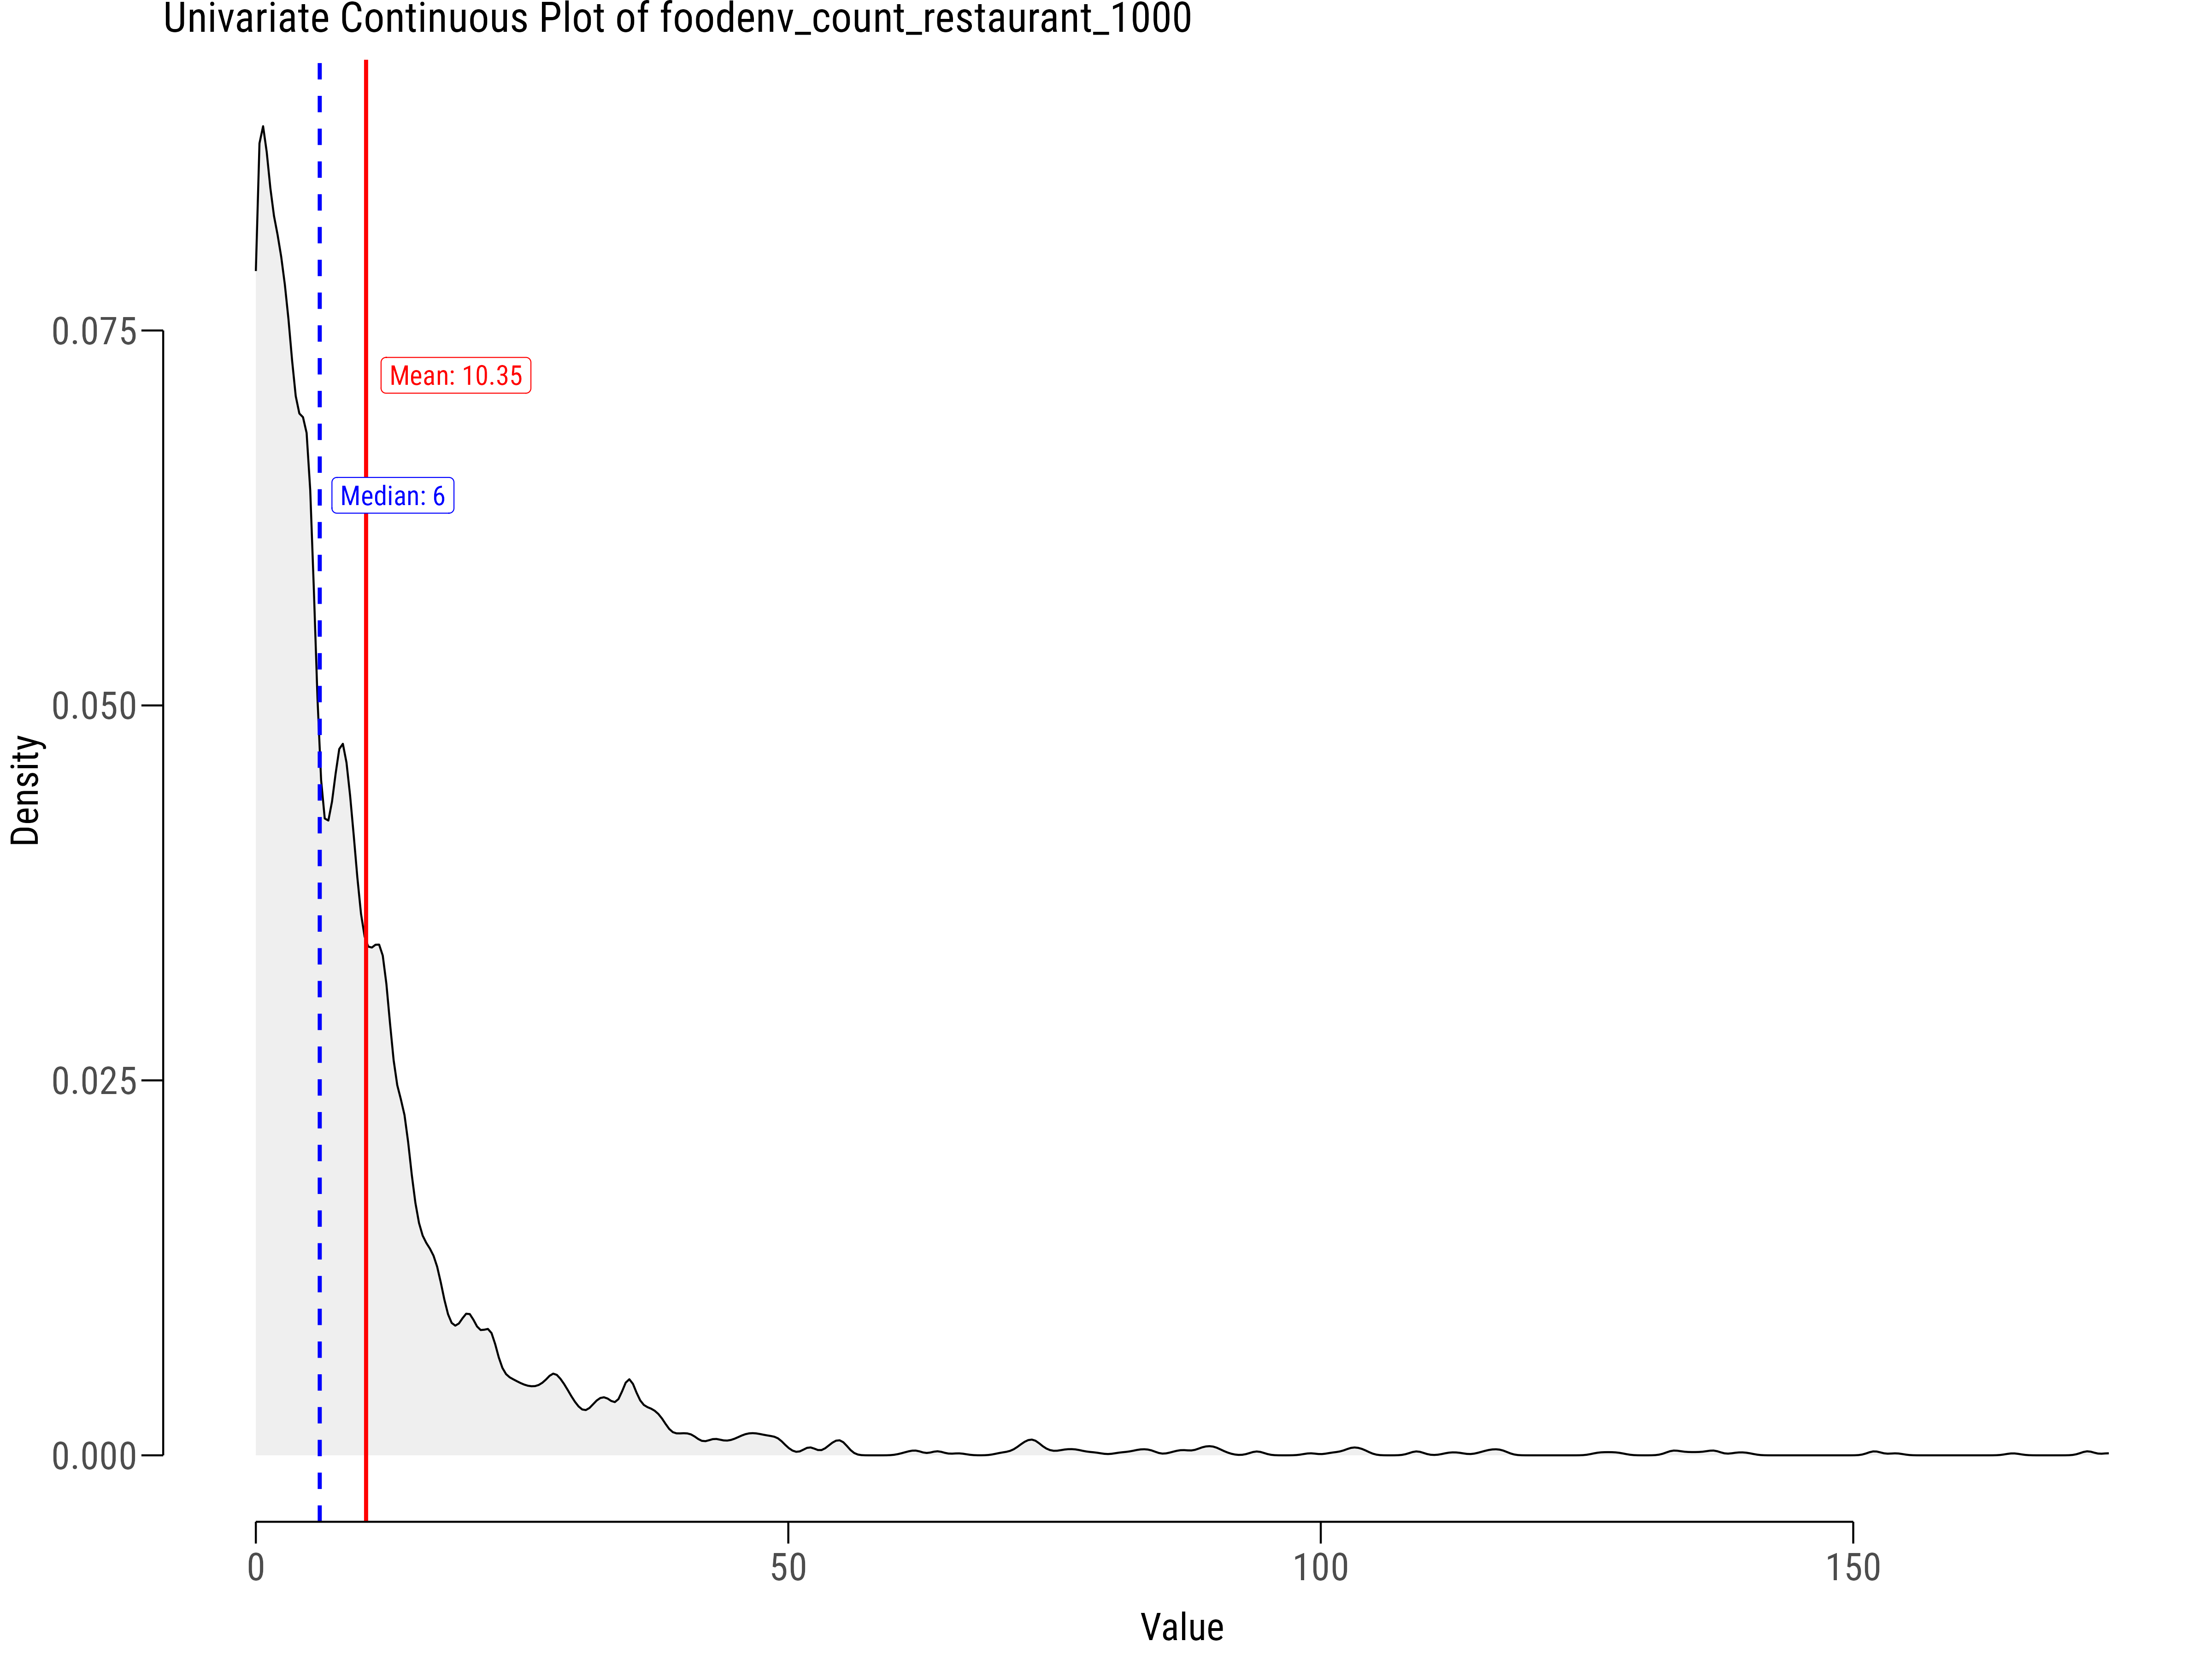 Univariate Continuous Plot of foodenv_count_restaurant_1000
0.075
Mean: 10.35
Median: 6
0.050
Density
0.025
0.000
0 50 100 150
Value